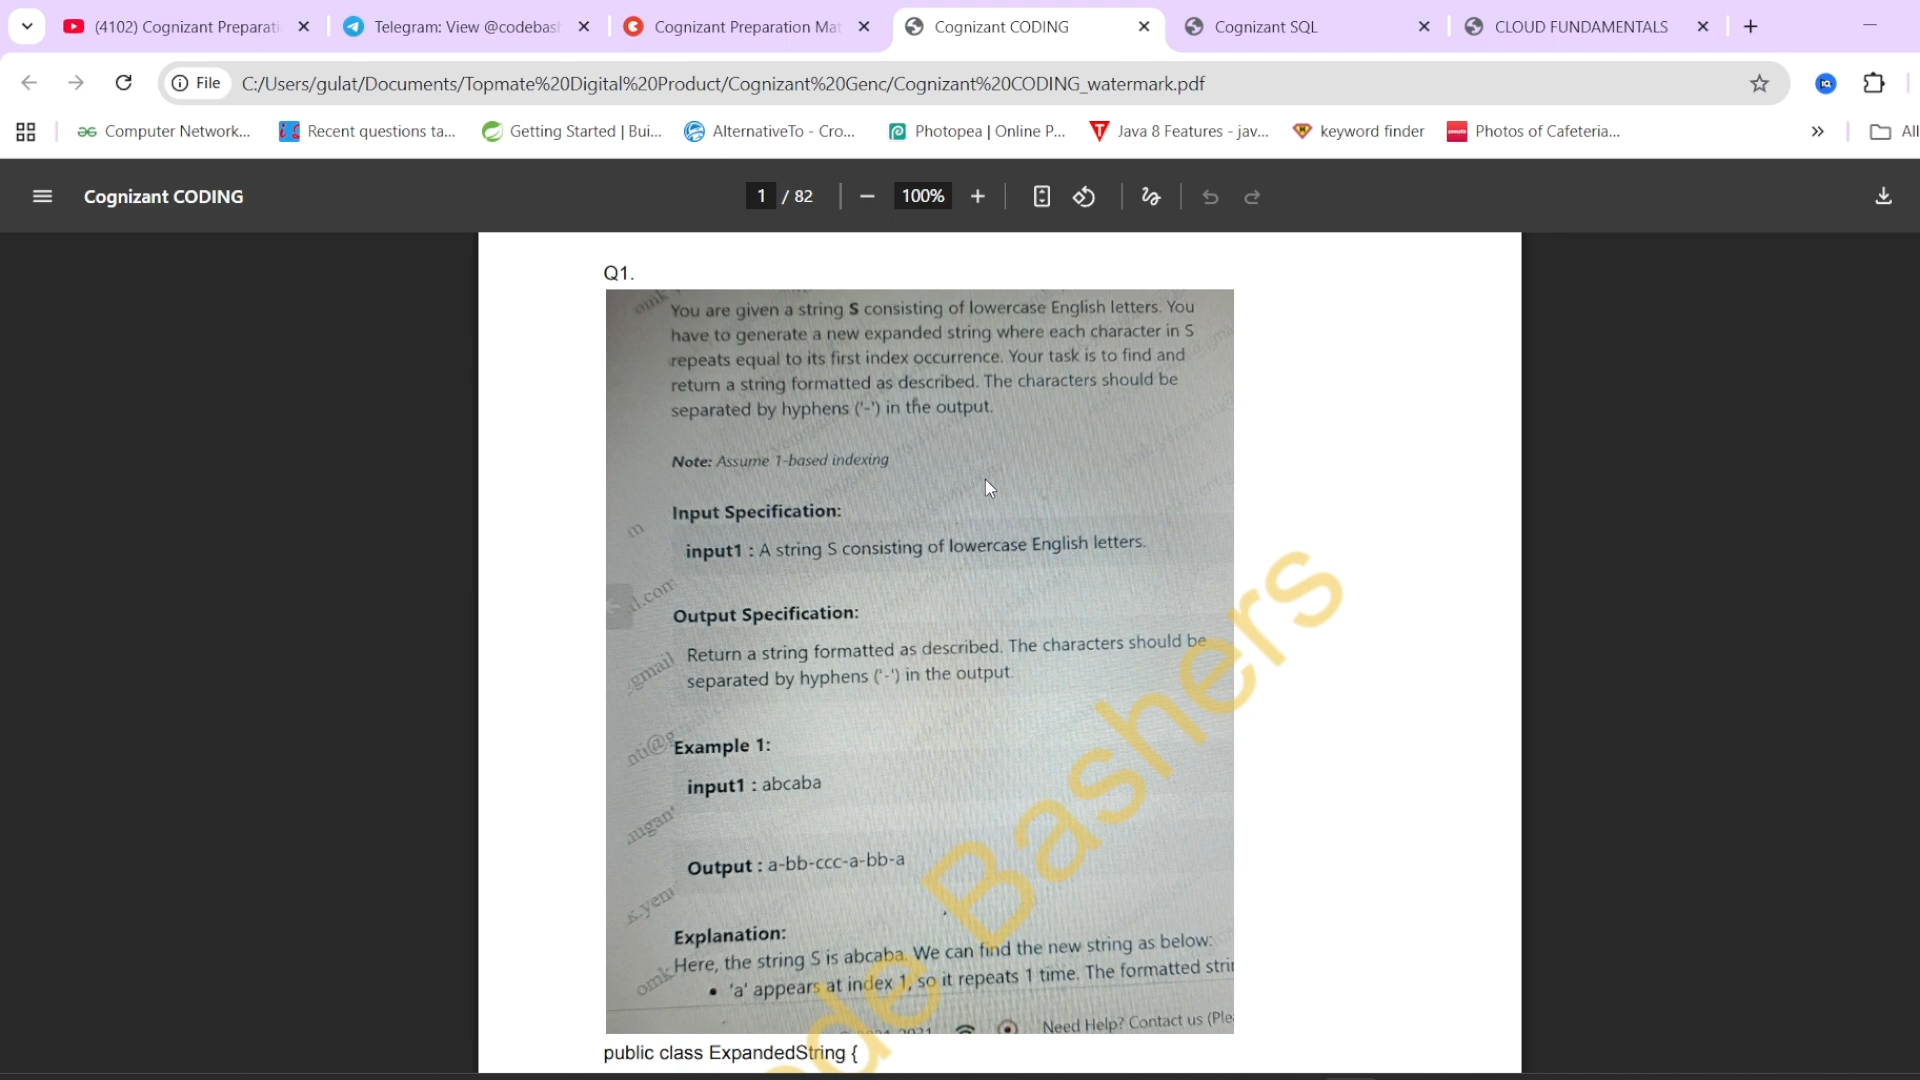 (4102) Cognizant Preparati
Telegram: View @codebas
Cognizant Preparation Mat
Cognizant CODING
Cognizant SQL
CLOUD FUNDAMENTALS
File
C:/Users/gulat/Documents/Topmate%20Digital%20Product/Cognizant%20Genc/Cognizant%20CODING_watermark.pdf
Computer Network...
Recent questions ta...
Getting Started | Bui...
AlternativeTo - Cro...
Photopea | Online P...
Java 8 Features - jav...
keyword finder
Photos of Cafeteria...
»
All
Cognizant CODING
1 / 82
100%
Q1.
You are given a string S consisting of lowercase English letters. You
have to generate a new expanded string where each character in S
repeats equal to its first index occurrence. Your task is to find and
return a string formatted as described. The characters should be
separated by hyphens ('-') in the output.
Note: Assume 1-based indexing
Input Specification:
input1 : A string S consisting of lowercase English letters.
Output Specification:
Return a string formatted as described. The characters should be
separated by hyphens ('-') in the output.
Example 1:
input1 : abcaba
Output : a-bb-ccc-a-bb-a
Explanation:
Here, the string S is abcaba. We can find the new string as below:
• 'a' appears at index 1, so it repeats 1 time. The formatted stri
Need Help? Contact us (Ple
public class ExpandedString {
de Bashers